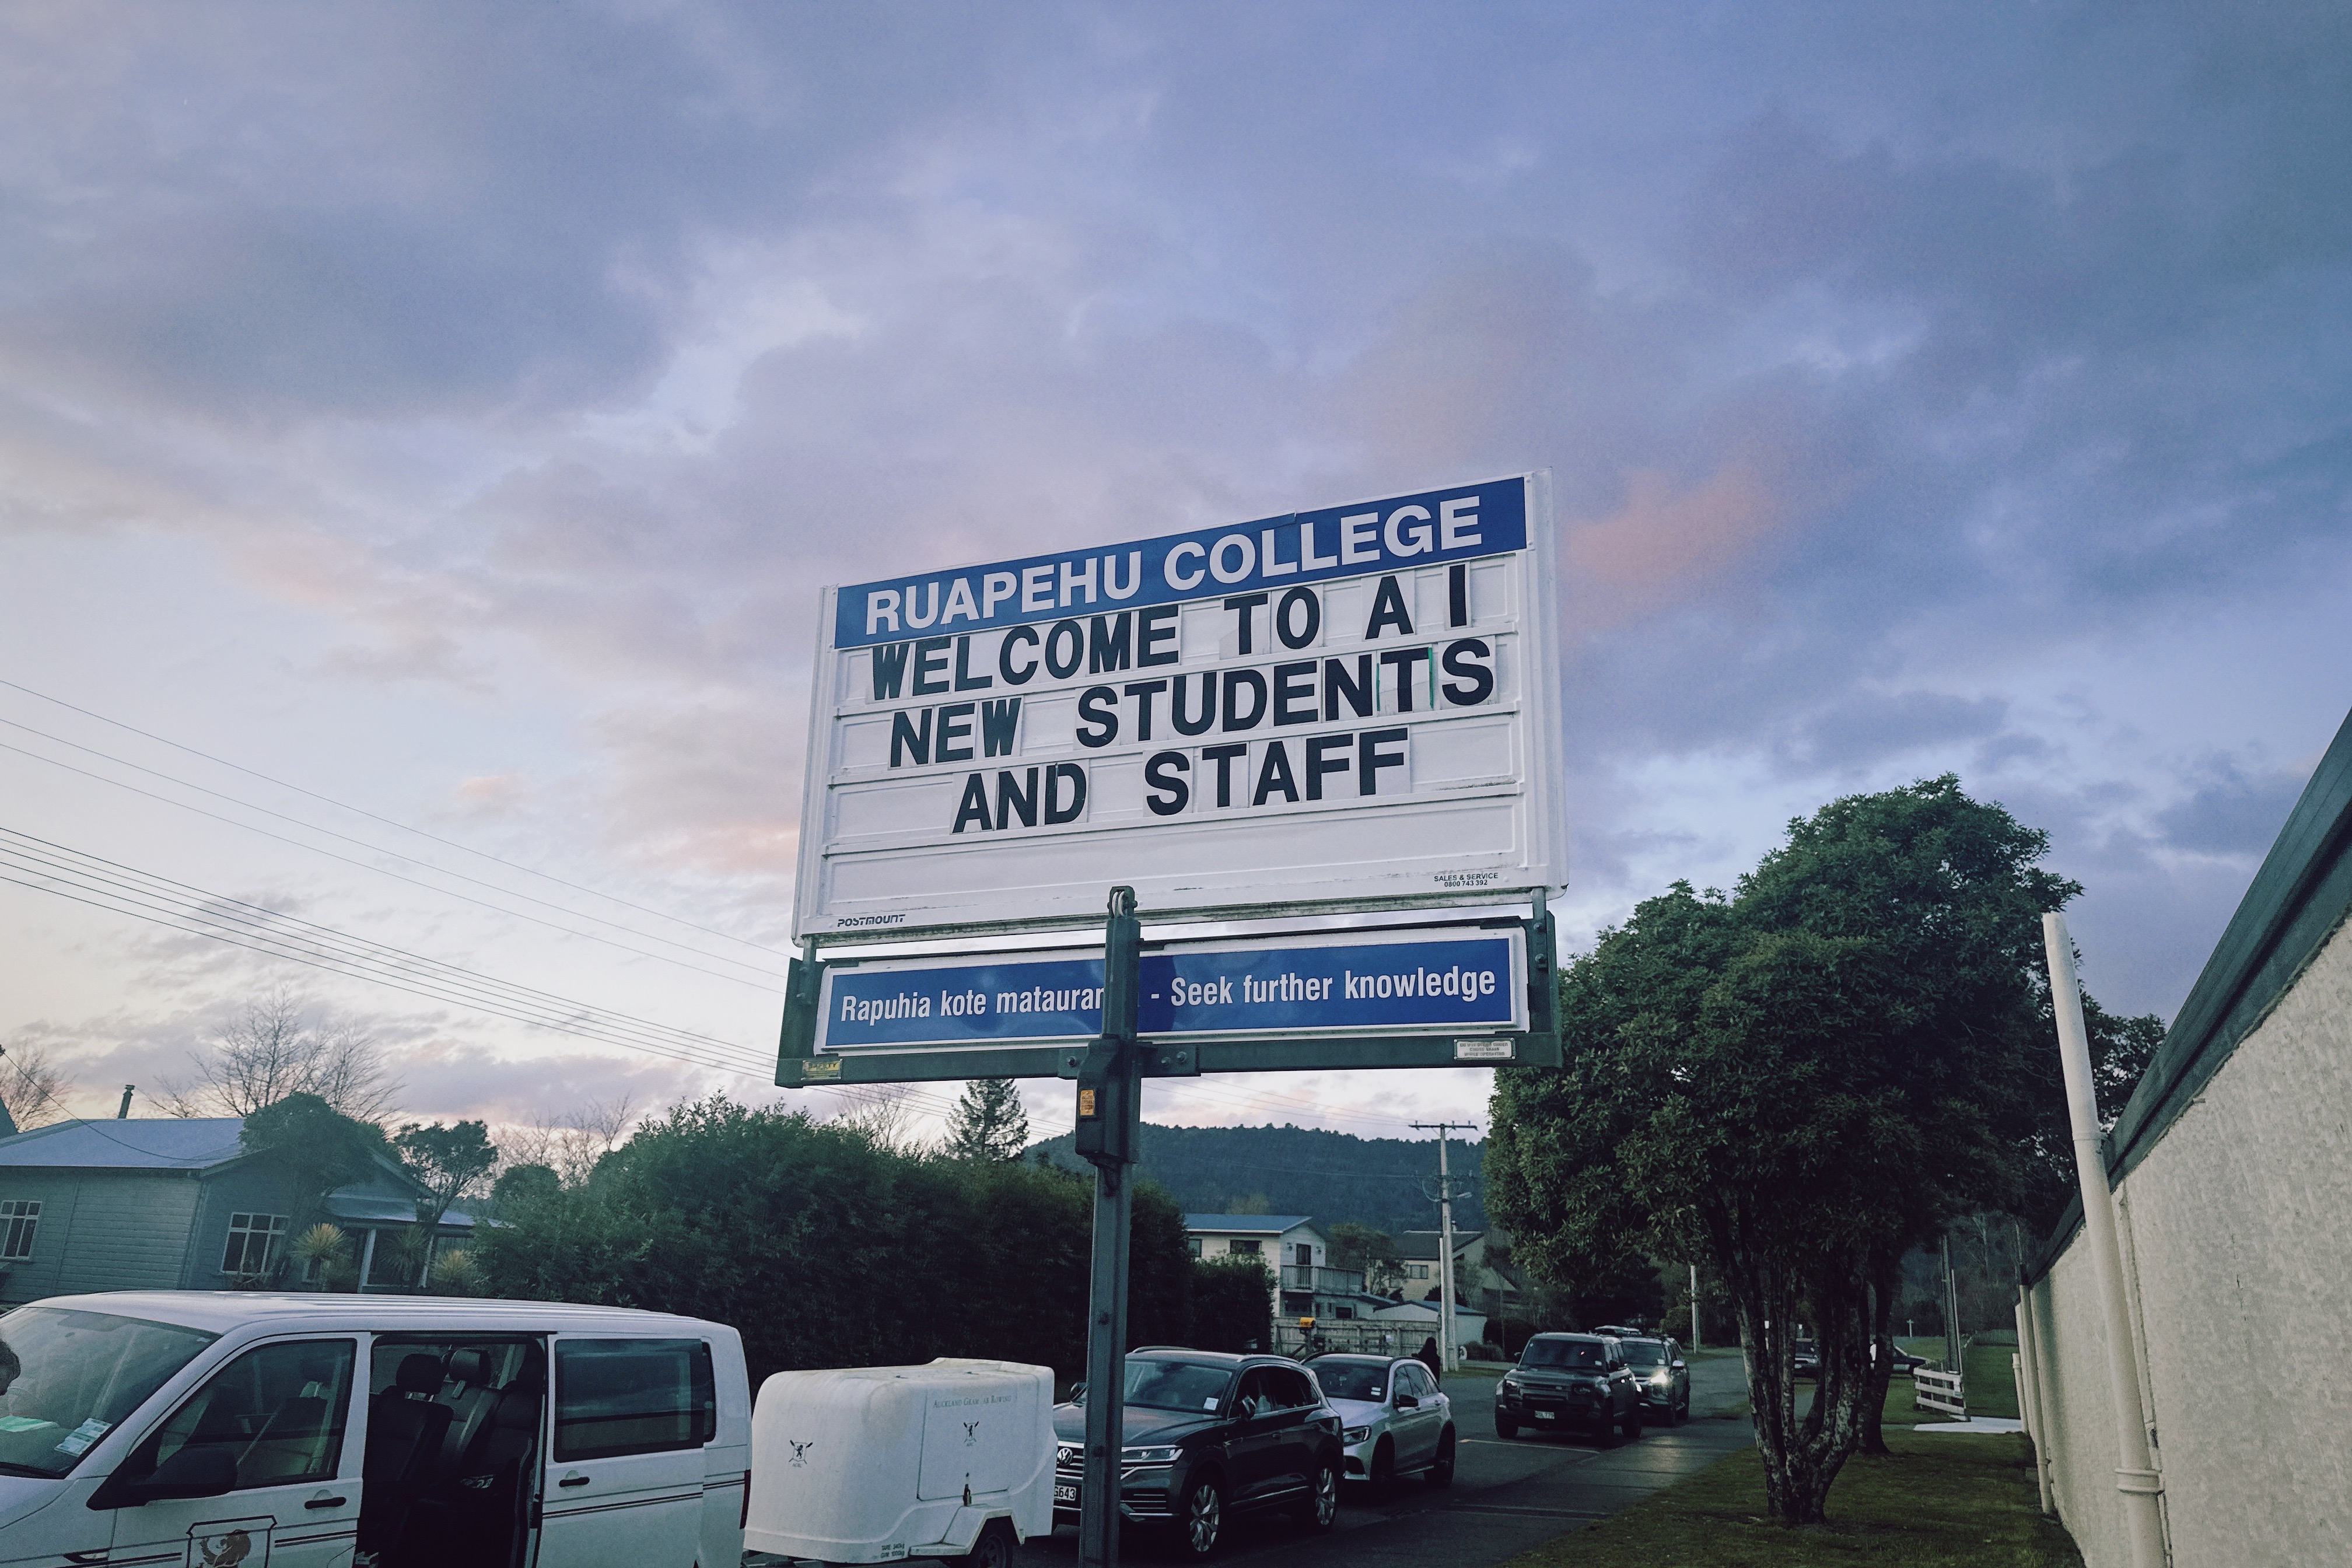 RUAPEHU COLLEGE
WELCOME TO A I
NEW STUDENTS
AND STAFF
POSTMOUNT
SALES & SERVICE
0800 743 392
Rapuhia kote - Seek further knowledge
G643